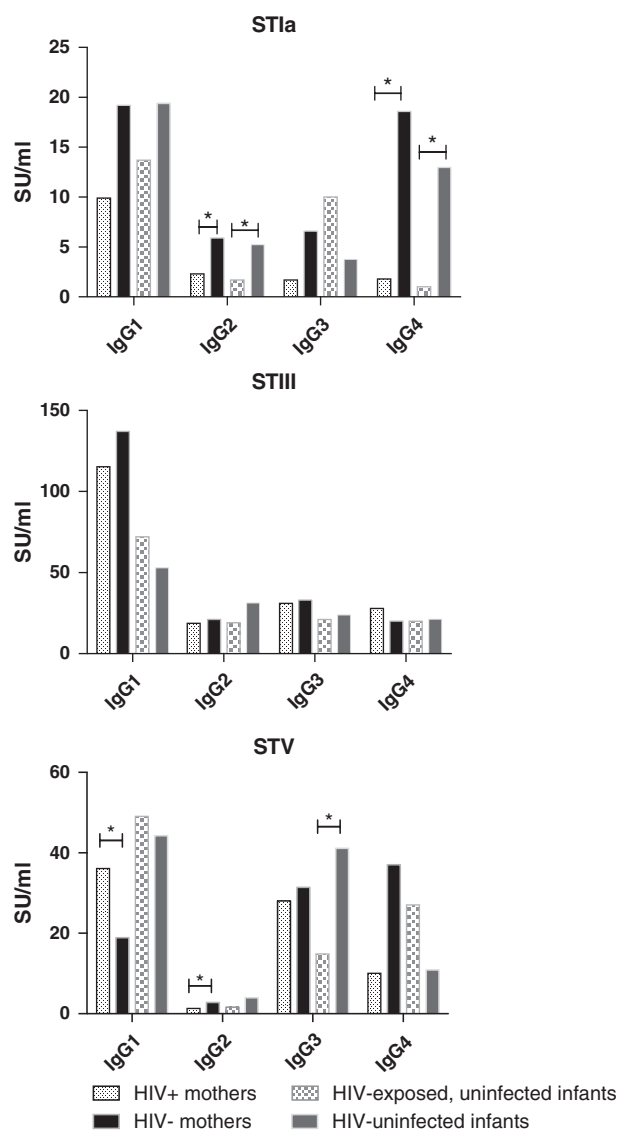 STIa
25
20
15
10
5
0
SU/ml
* * * *
IgG1 IgG2 IgG3 IgG4
STIII
150
100
50
0
SU/ml
IgG1 IgG2 IgG3 IgG4
STV
60
40
20
0
SU/ml
* * *
IgG1 IgG2 IgG3 IgG4
HIV+ mothers HIV-exposed, uninfected infants
HIV- mothers HIV-uninfected infants